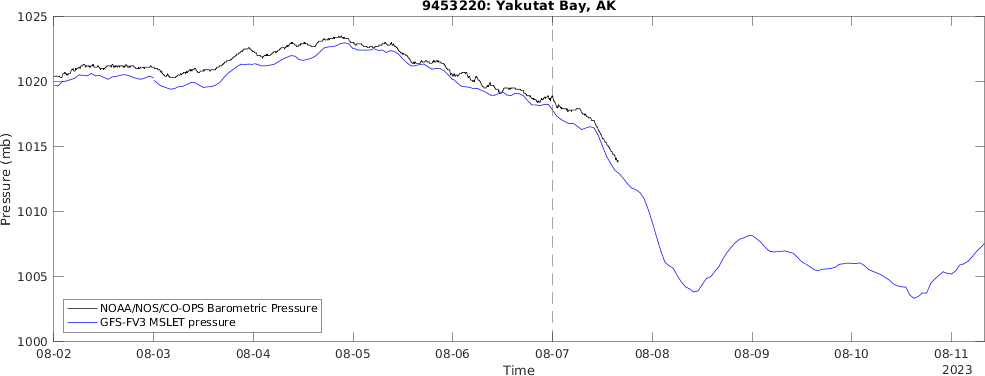 9453220: Yakutat Bay, AK
1025
1020
1015
1010
1005
1000
Pressure (mb)
NOAA/NOS/CO-OPS Barometric Pressure
GFS-FV3 MSLET pressure
08-02 08-03 08-04 08-05 08-06 08-07 08-08 08-09 08-10 08-11
Time
2023